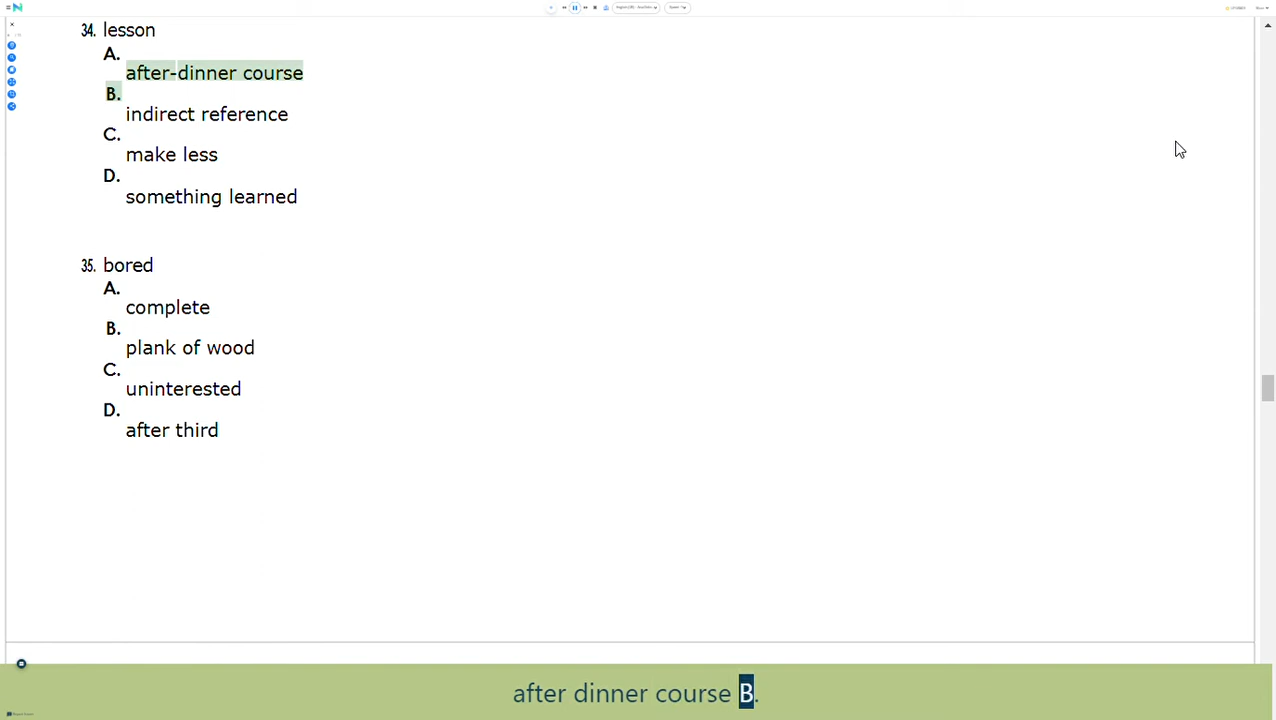 34. lesson
A.
after-dinner course
B.
indirect reference
C.
make less
D.
something learned
35. bored
A.
complete
B.
plank of wood
C.
uninterested
D.
after third
after dinner course B.